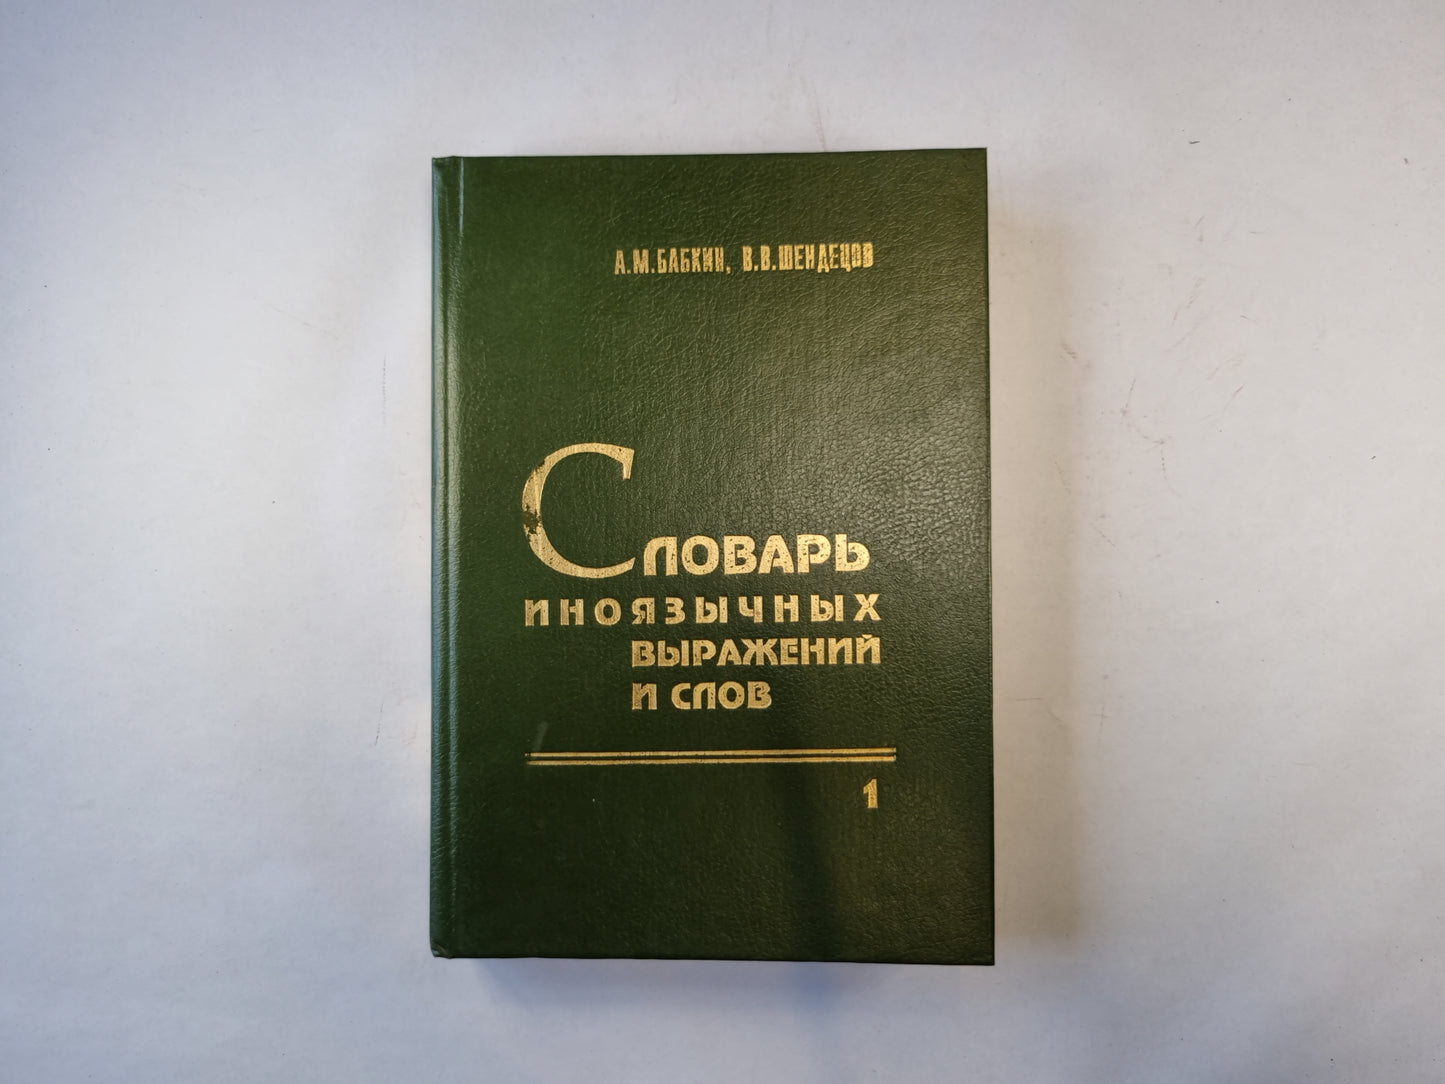 А.М.БАБКИН, В.В.ШЕНДЕЦОВ
СЛОВАРЬ
ИНОЯЗЫЧНЫХ
ВЫРАЖЕНИЙ
И СЛОВ
1